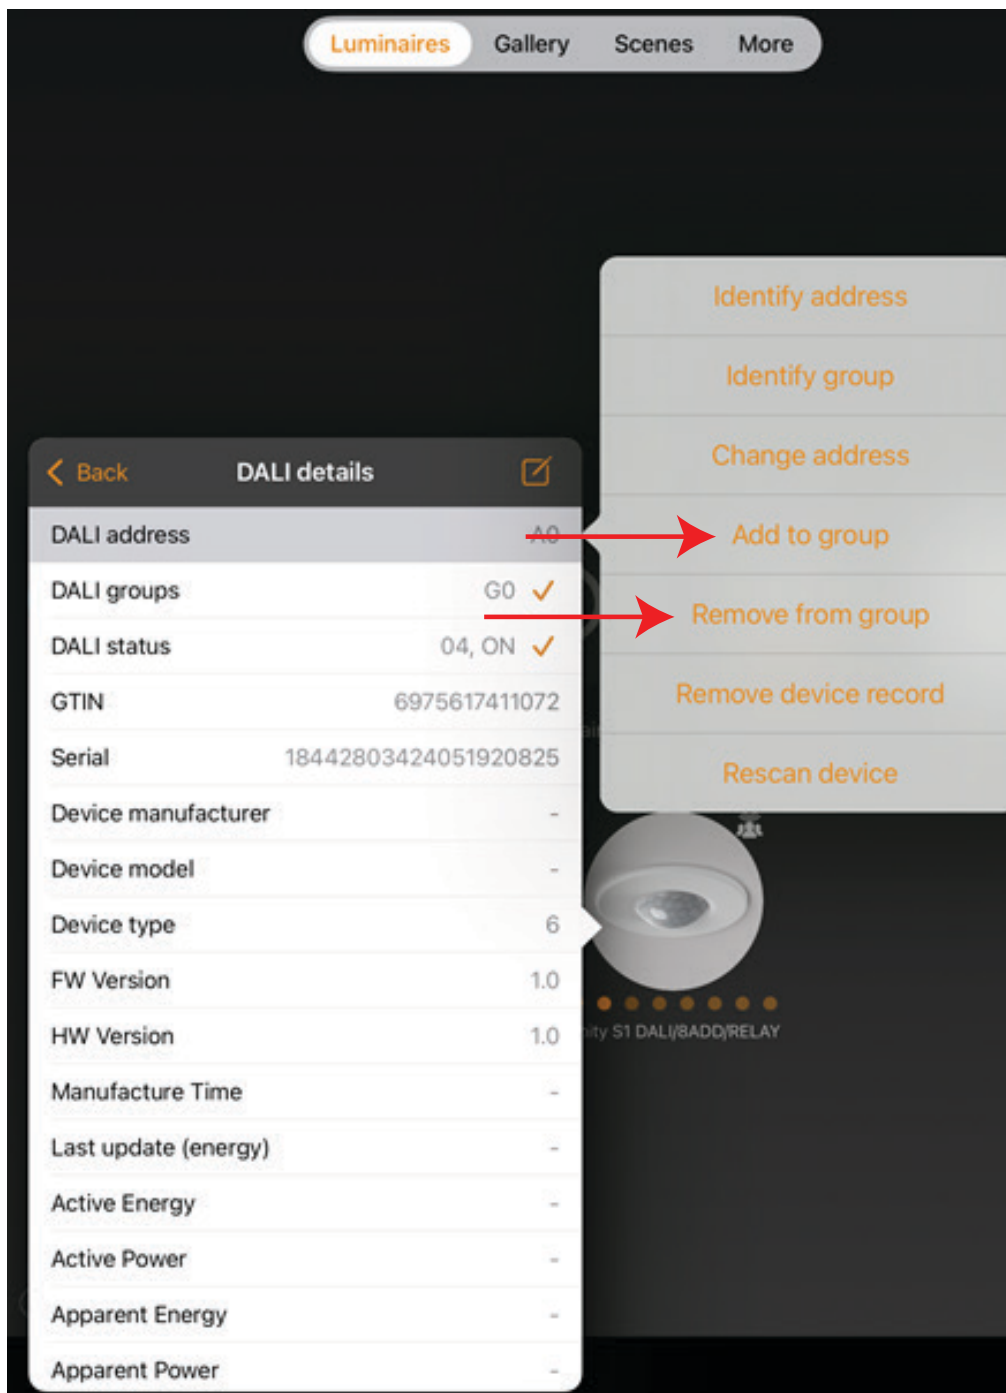 Luminaires Gallery Scenes More
Identify address
Identify group
Change address
Add to group
Remove from group
Remove device record
Rescan device
Back DALI details
DALI address A0
DALI groups G0
DALI status 04, ON
GTIN 6975617411072
Serial 18442803424051920825
Device manufacturer -
Device model -
Device type 6
FW Version 1.0
HW Version 1.0
Manufacture Time -
Last update (energy) -
Active Energy -
Active Power -
Apparent Energy -
Apparent Power -
S1 DALI/8ADD/RELAY